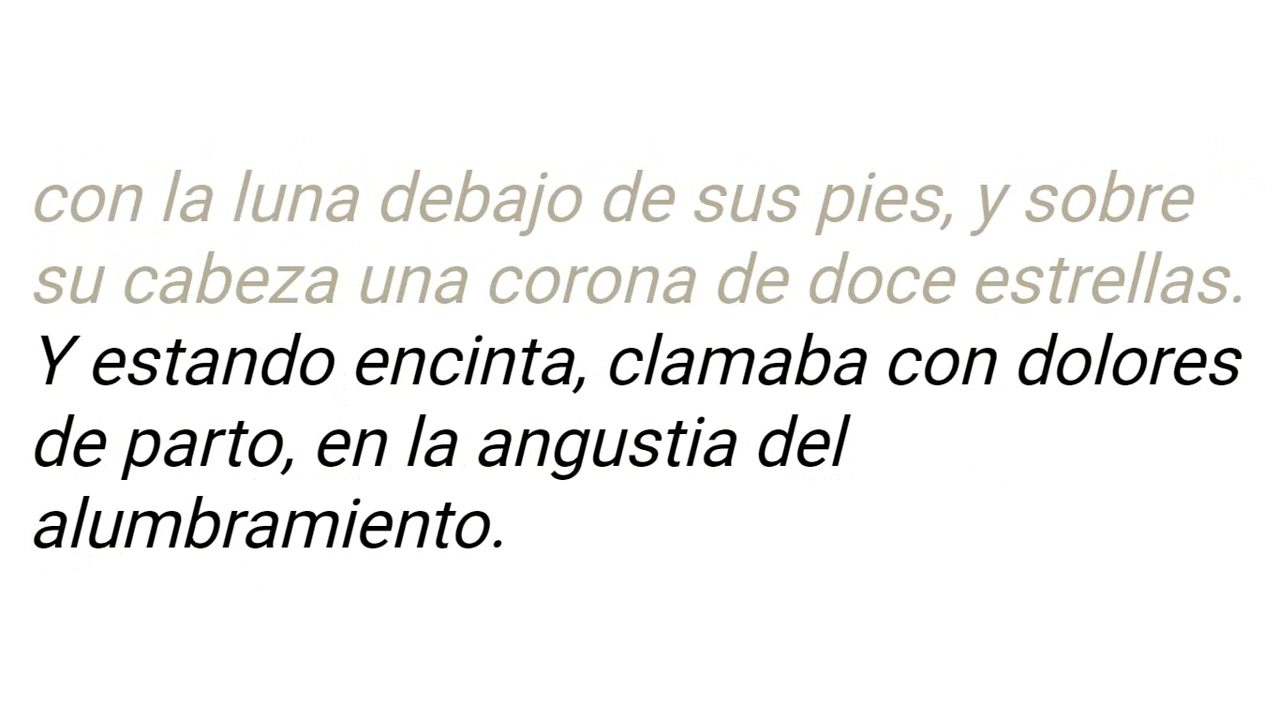 con la luna debajo de sus pies, y sobre
su cabeza una corona de doce estrellas.
Y estando encinta, clamaba con dolores
de parto, en la angustia del
alumbramiento.